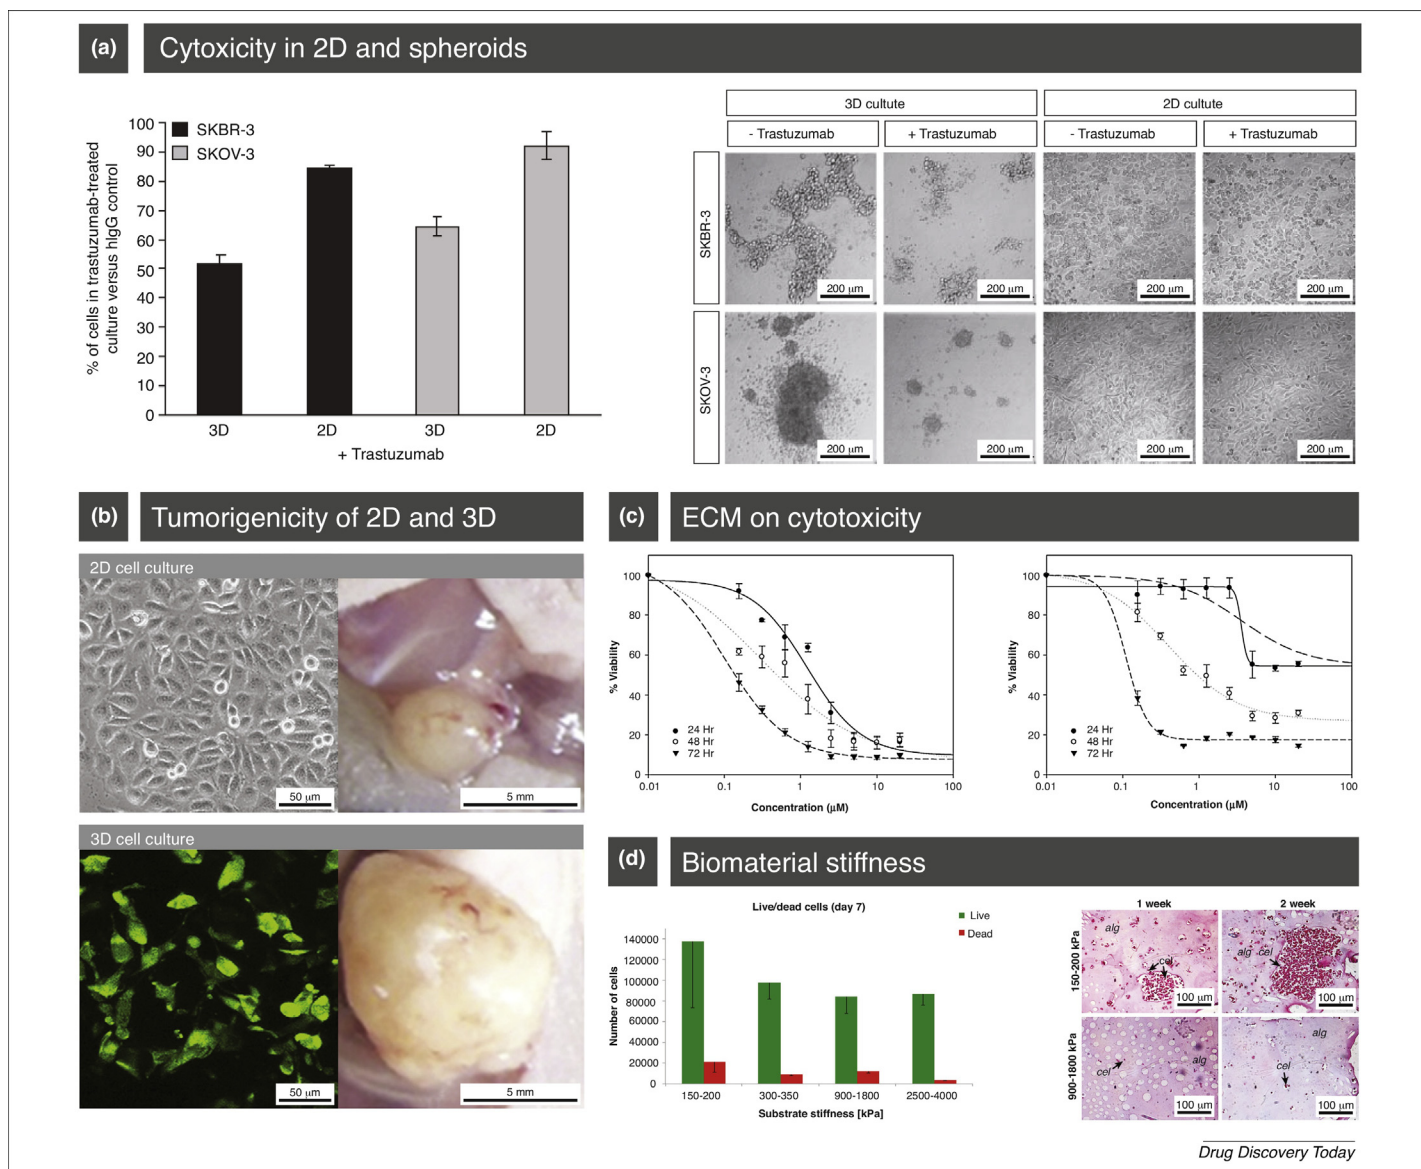 (a) Cytoxicity in 2D and spheroids
% of cells in trastuzumab-treated
culture versus hIgG control
100
90
80
70
60
50
40
30
20
10
0
SKBR-3
SKOV-3
3D 2D 3D 2D
+ Trastuzumab
3D cultute 2D cultute
- Trastuzumab + Trastuzumab - Trastuzumab + Trastuzumab
SKBR-3
200 µm 200 µm 200 µm 200 µm
SKOV-3
200 µm 200 µm 200 µm 200 µm
(b) Tumorigenicity of 2D and 3D
2D cell culture
50 µm 5 mm
3D cell culture
50 µm 5 mm
(c) ECM on cytotoxicity
% Viability
100
80
60
40
20
0
24 Hr
48 Hr
72 Hr
0.01 0.1 1 10 100
Concentration (µM)
% Viability
100
80
60
40
20
0
24 Hr
48 Hr
72 Hr
0.01 0.1 1 10 100
Concentration (µM)
(d) Biomaterial stiffness
Live/dead cells (day 7)
Live
Dead
Number of cells
140000
120000
100000
80000
60000
40000
20000
0
150-200 300-350 900-1800 2500-4000
Substrate stiffness [kPa]
1 week 2 week
150-200 kPa
alg
cel
100 µm
alg cel
100 µm
900-1800 kPa
cel
alg
100 µm
alg
cel
100 µm
Drug Discovery Today